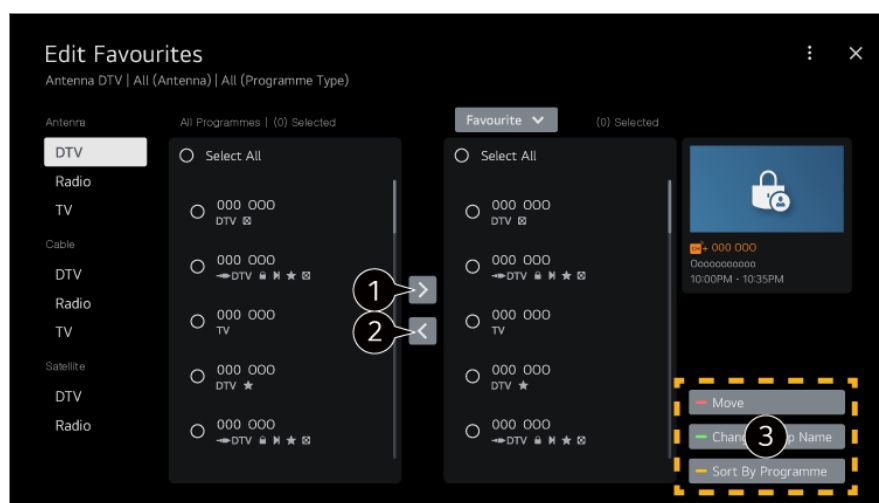 Edit Favourites
Antenna DTV | All (Antenna) | All (Programme Type)
Antenna
DTV
Radio
TV
Cable
DTV
Radio
TV
Satellite
DTV
Radio
All Programmes | (0) Selected
Select All
000 000
DTV
000 000
DTV
000 000
TV
000 000
DTV
000 000
DTV
1
2
Favourite
(0) Selected
Select All
000 000
DTV
000 000
DTV
000 000
TV
000 000
DTV
000 000
DTV
CH+ 000 000
Ooooooooooo
10:00PM - 10:35PM
Move
3
Name
Sort By Programme